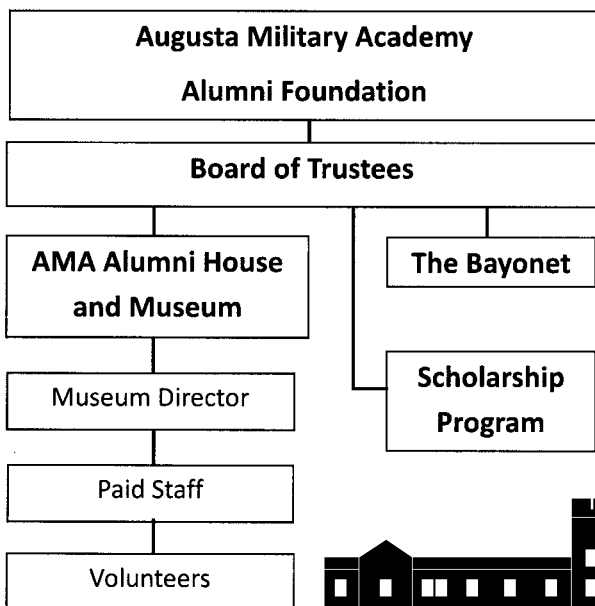 Augusta Military Academy
Alumni Foundation
Board of Trustees
AMA Alumni House
and Museum
The Bayonet
Museum Director
Scholarship
Program
Paid Staff
Volunteers